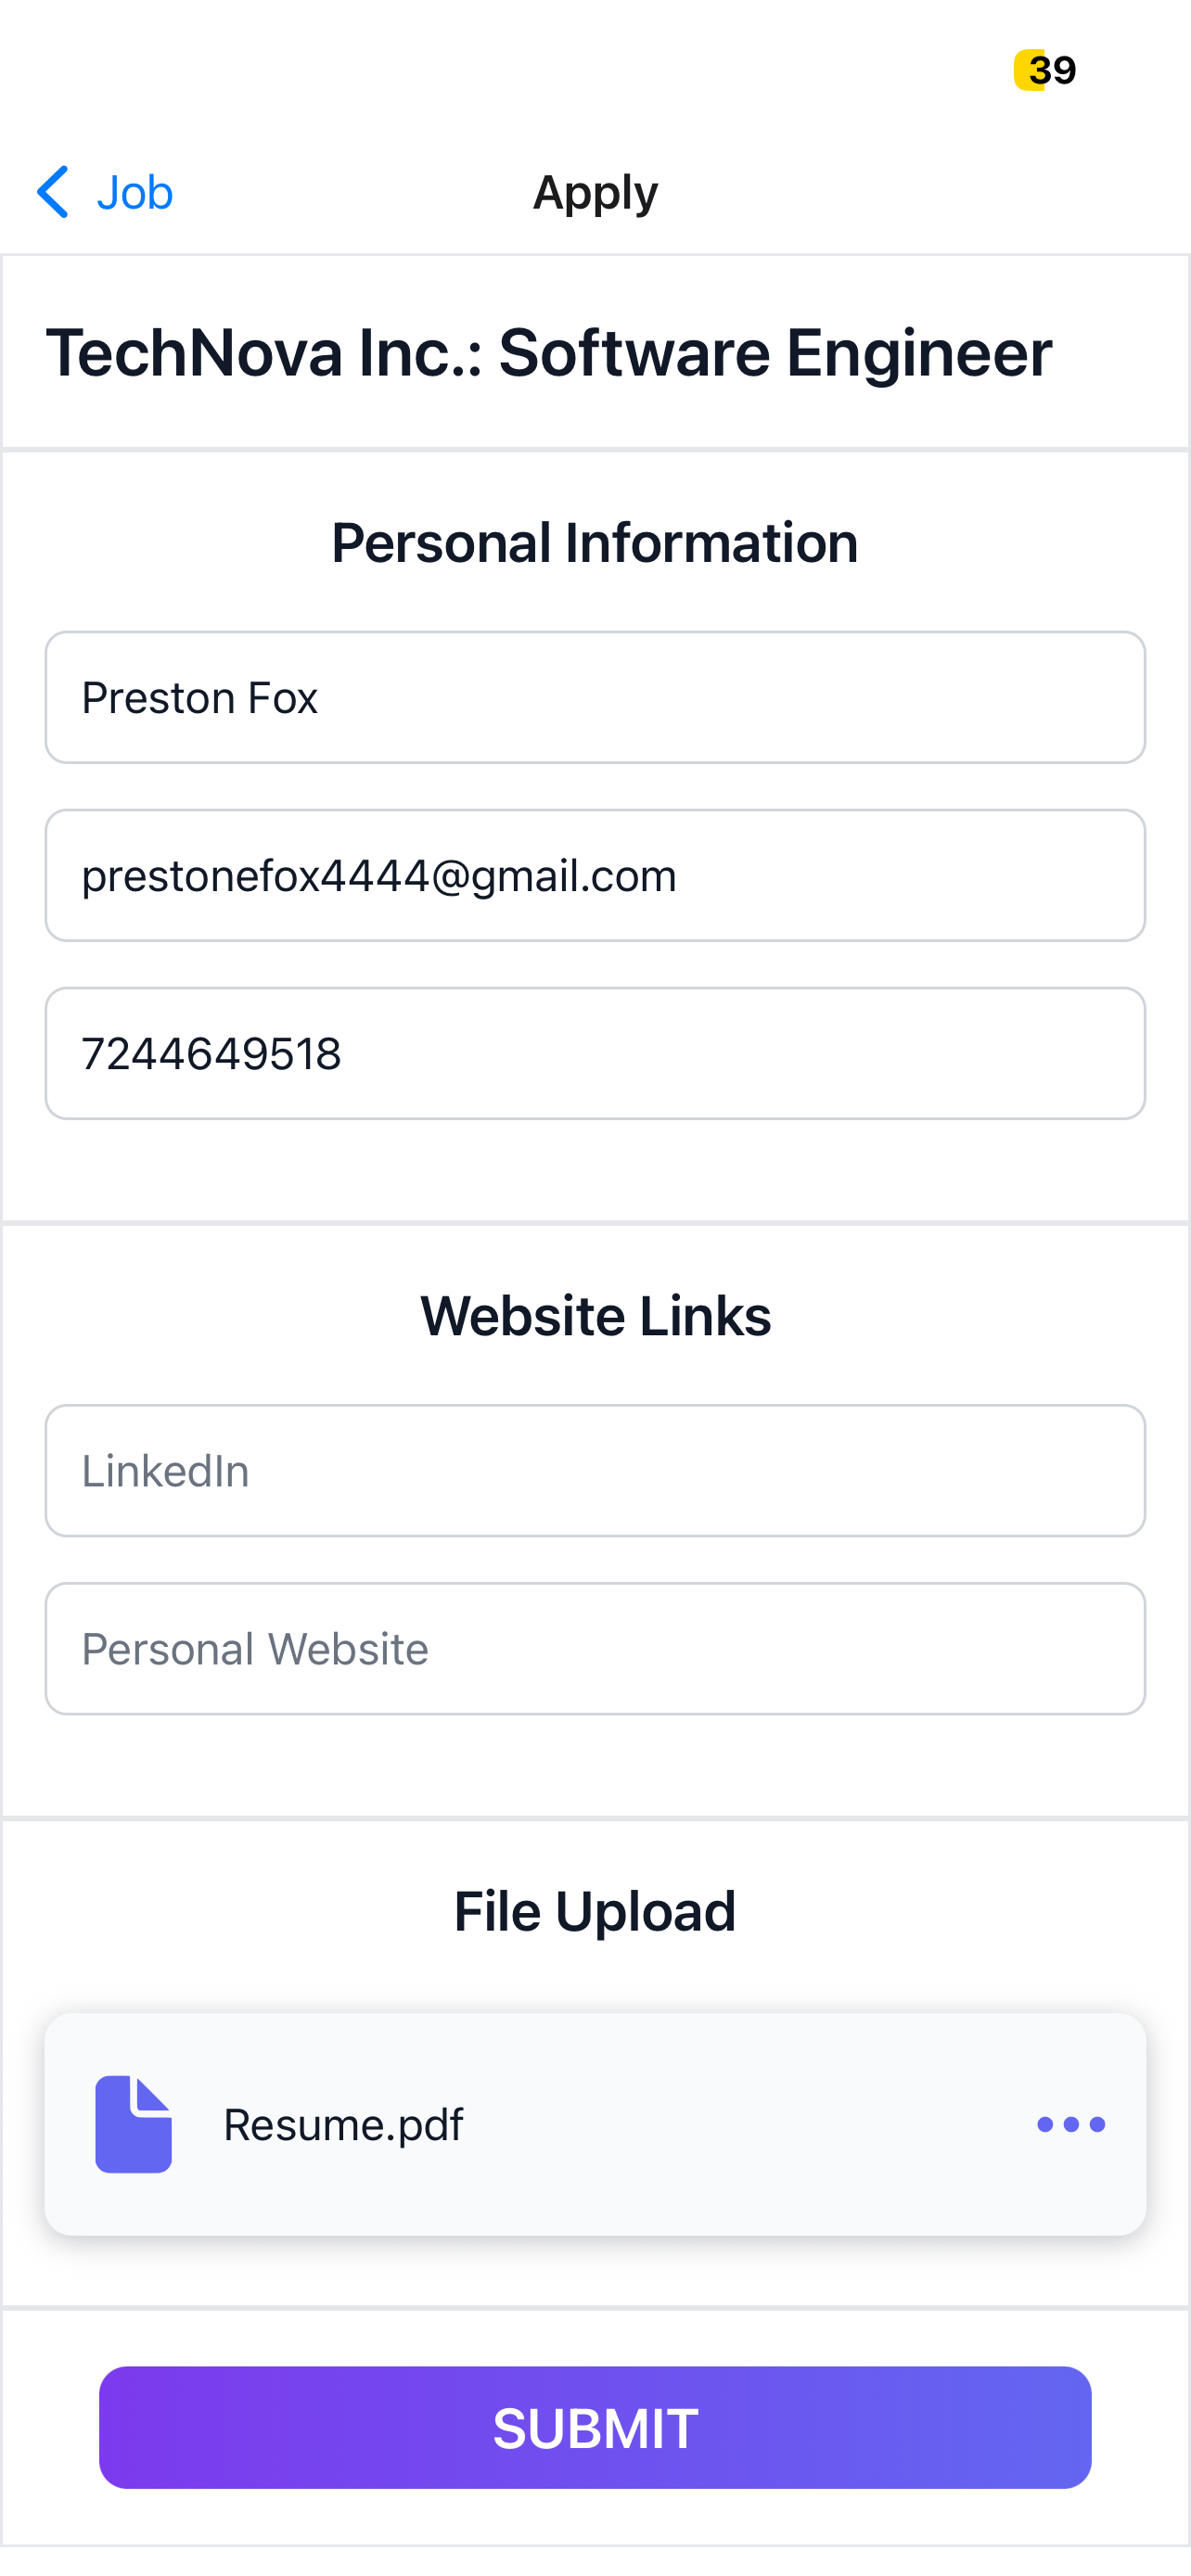 39
Job
Apply
TechNova Inc.: Software Engineer
Personal Information
Preston Fox
prestonefox4444@gmail.com
7244649518
Website Links
LinkedIn
Personal Website
File Upload
Resume.pdf
SUBMIT